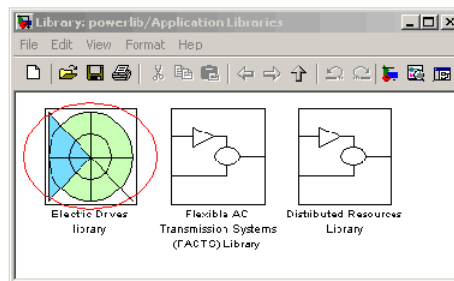 Library: powerlib/Application Libraries
File Edit View Format Help
Electric Drives
library
Flexible AC
Transmission Systems
(FACTS) Library
Distributed Resources
Library